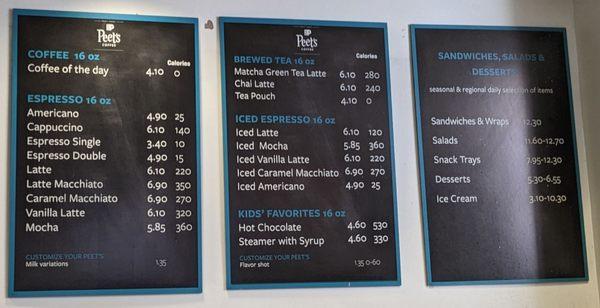 Peet's
COFFEE
COFFEE 16 oz
Calories
Coffee of the day 4.10 0
ESPRESSO 16 oz
Americano 4.90 25
Cappuccino 6.10 140
Espresso Single 3.40 10
Espresso Double 4.90 15
Latte 6.10 220
Latte Macchiato 6.90 350
Caramel Macchiato 6.90 270
Vanilla Latte 6.10 320
Mocha 5.85 360
CUSTOMIZE YOUR PEET'S
Milk variations 1.35
Peet's
COFFEE
BREWED TEA 16 oz
Calories
Matcha Green Tea Latte 6.10 280
Chai Latte 6.10 240
Tea Pouch 4.10 0
ICED ESPRESSO 16 oz
Iced Latte 6.10 120
Iced Mocha 5.85 360
Iced Vanilla Latte 6.10 220
Iced Caramel Macchiato 6.90 270
Iced Americano 4.90 25
KIDS' FAVORITES 16 oz
Hot Chocolate 4.60 530
Steamer with Syrup 4.60 330
CUSTOMIZE YOUR PEET'S
Flavor shot 1.35 0-60
SANDWICHES, SALADS &
DESSERTS
seasonal & regional daily selection of items
Sandwiches & Wraps 12.30
Salads 11.60-12.70
Snack Trays 7.95-12.30
Desserts 5.30-6.55
Ice Cream 3.10-10.30